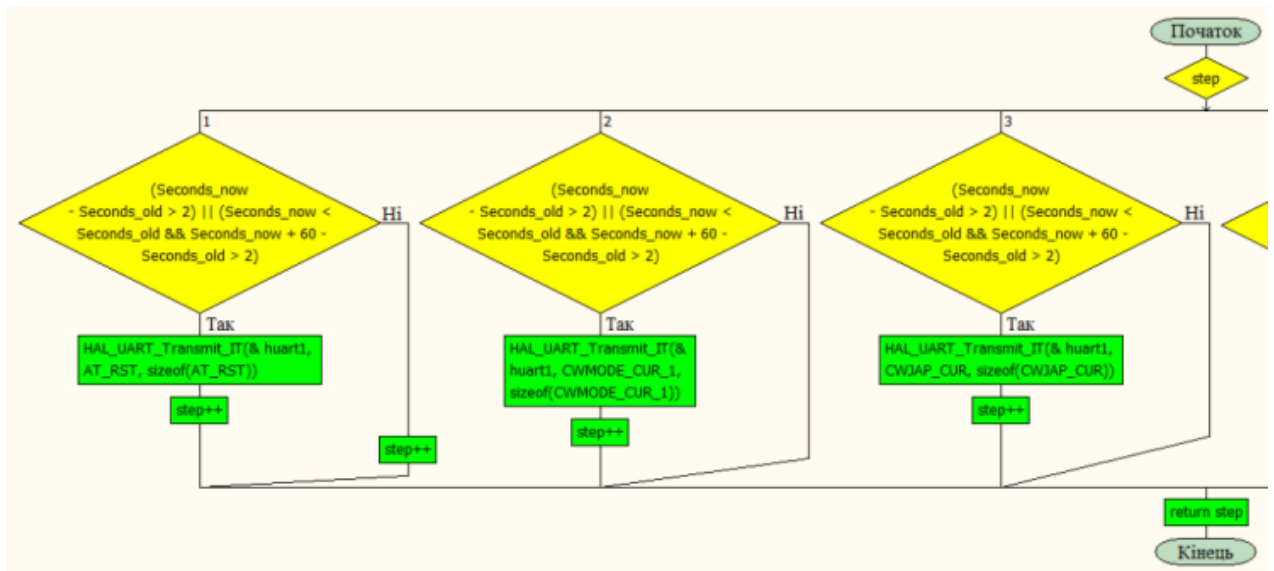 Початок
step
1
2
3
(Seconds_now
- Seconds_old > 2) || (Seconds_now <
Seconds_old && Seconds_now + 60 -
Seconds_old > 2)
Ні
Так
HAL_UART_Transmit_IT(& huart1,
AT_RST, sizeof(AT_RST))
step++
step++
(Seconds_now
- Seconds_old > 2) || (Seconds_now <
Seconds_old && Seconds_now + 60 -
Seconds_old > 2)
Ні
Так
HAL_UART_Transmit_IT(&
huart1, CWMODE_CUR_1,
sizeof(CWMODE_CUR_1))
step++
(Seconds_now
- Seconds_old > 2) || (Seconds_now <
Seconds_old && Seconds_now + 60 -
Seconds_old > 2)
Ні
Так
HAL_UART_Transmit_IT(& huart1,
CWJAP_CUR, sizeof(CWJAP_CUR))
step++
return step
Кінець